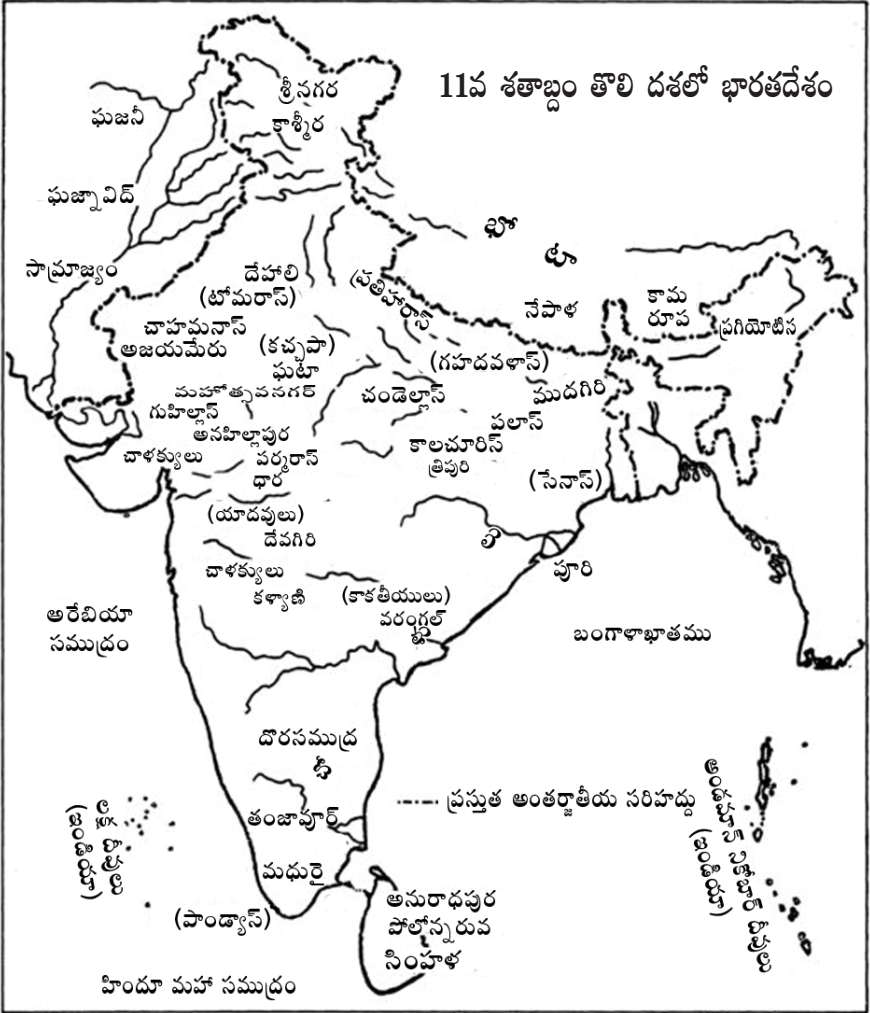 11వ శతాబ్దం తొలి దశలో భారతదేశం
శ్రీనగర
కాశ్మీర
ఘజనీ
ఘజ్నావిద్
సామ్రాజ్యం
భో
టా
దేహాలి
(టోమరాస్)
ప్రతిహార్యాస్
నేపాళ
కామ
రూప
ప్రగియోటిస
చాహమనాస్
అజయమేరు
(కచ్ఛపా)
ఘటా
(గహదవళాస్)
మహోత్సవనగర్
చండెల్లాస్
ముదగిరి
గుహిల్లాస్
పలాస్
అనహిల్లాపుర
చాళక్యులు
పర్మరాస్
ధార
కాలచూరిస్
త్రిపురి
(సేనాస్)
(యాదవులు)
దేవగిరి
పూరి
చాళక్యులు
కళ్యాణి
(కాకతీయులు)
వరంగ్గల్
అరేబియా
సముద్రం
బంగాళాఖాతము
దొరసముద్ర
ప్రస్తుత అంతర్జాతీయ సరిహద్దు
తంజావూర్
మధురై
(పాండ్యాస్)
అనురాధపుర
పోలోన్నరువ
సింహళ
అండమాన్ నికోబార్ దీవులు
(ఇండియా)
హిందూ మహా సముద్రం